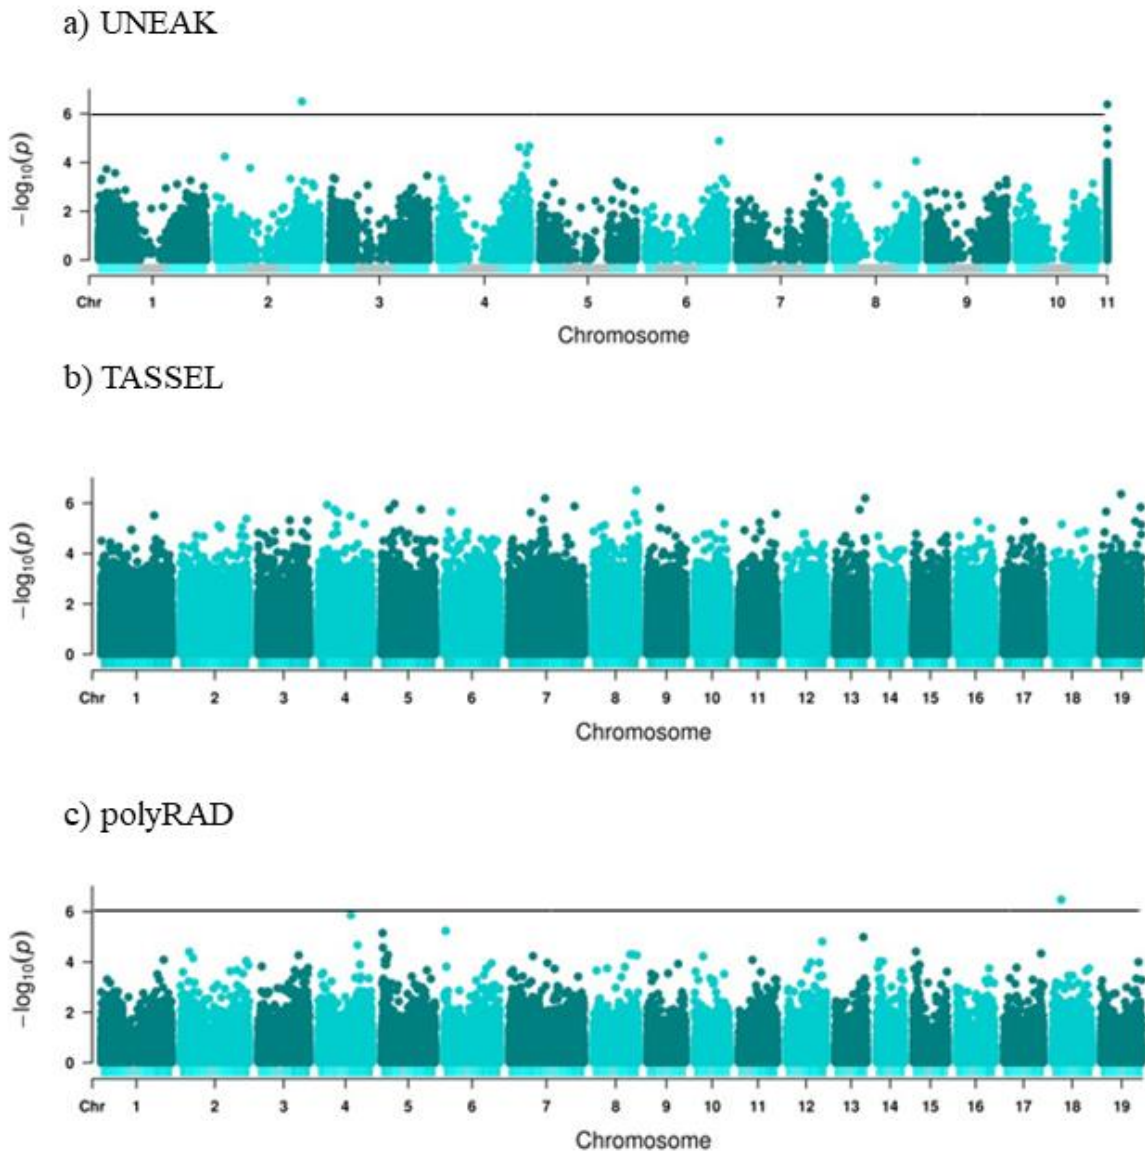 a) UNEAK
−log10(p)
6
4
2
0
Chr 1 2 3 4 5 6 7 8 9 10 11
Chromosome
b) TASSEL
−log10(p)
6
4
2
0
Chr 1 2 3 4 5 6 7 8 9 10 11 12 13 14 15 16 17 18 19
Chromosome
c) polyRAD
−log10(p)
6
4
2
0
Chr 1 2 3 4 5 6 7 8 9 10 11 12 13 14 15 16 17 18 19
Chromosome